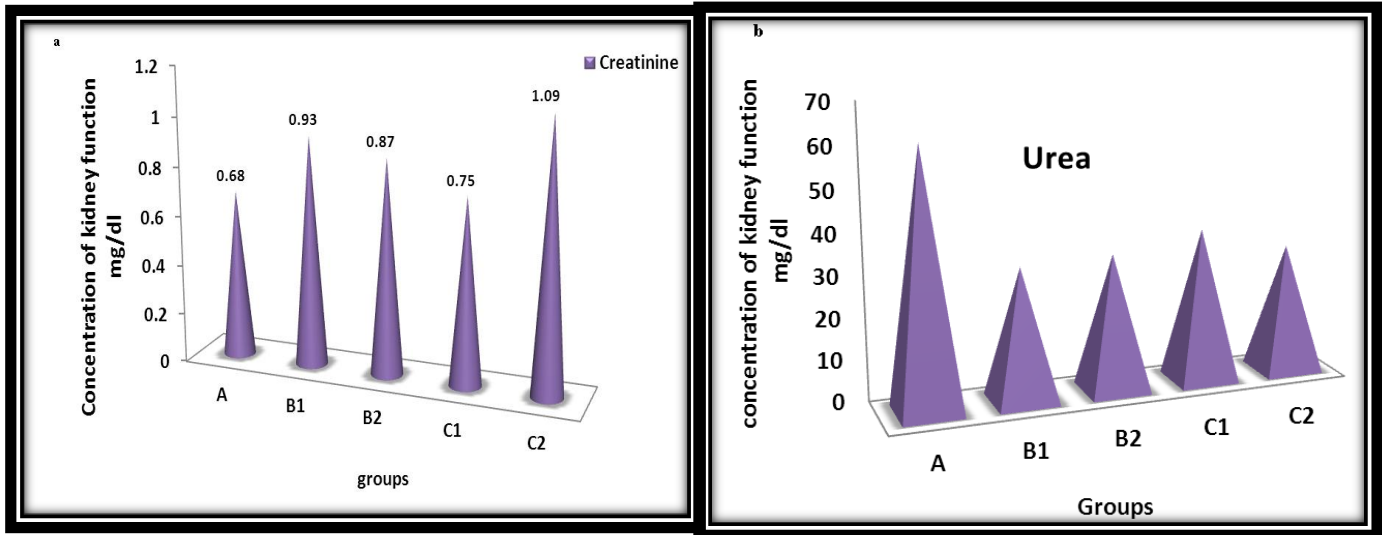 a
Creatinine
Concentration of kidney function
mg/dl
1.2
1
0.8
0.6
0.4
0.2
0
0.68
0.93
0.87
0.75
1.09
A
B1
B2
C1
C2
groups
b
Urea
concentration of kidney function
mg/dl
70
60
50
40
30
20
10
0
A
B1
B2
C1
C2
Groups